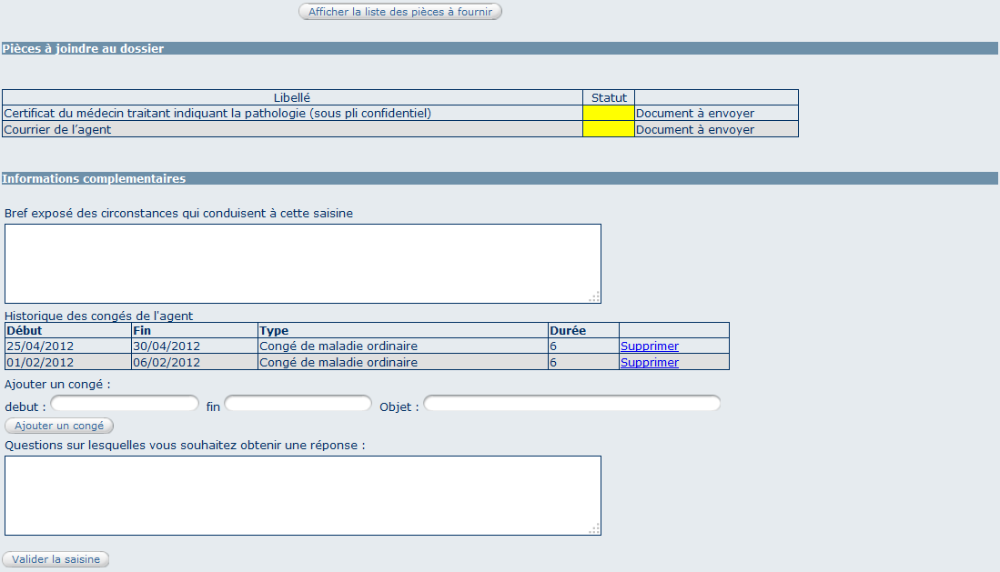 Afficher la liste des pièces à fournir
Pièces à joindre au dossier
Libellé Statut
Certificat du médecin traitant indiquant la pathologie (sous pli confidentiel) Document à envoyer
Courrier de l'agent Document à envoyer
Informations complementaires
Bref exposé des circonstances qui conduisent à cette saisine
Historique des congés de l'agent
Début Fin Type Durée
25/04/2012 30/04/2012 Congé de maladie ordinaire 6 Supprimer
01/02/2012 06/02/2012 Congé de maladie ordinaire 6 Supprimer
Ajouter un congé :
debut : fin Objet :
Ajouter un congé
Questions sur lesquelles vous souhaitez obtenir une réponse :
Valider la saisine